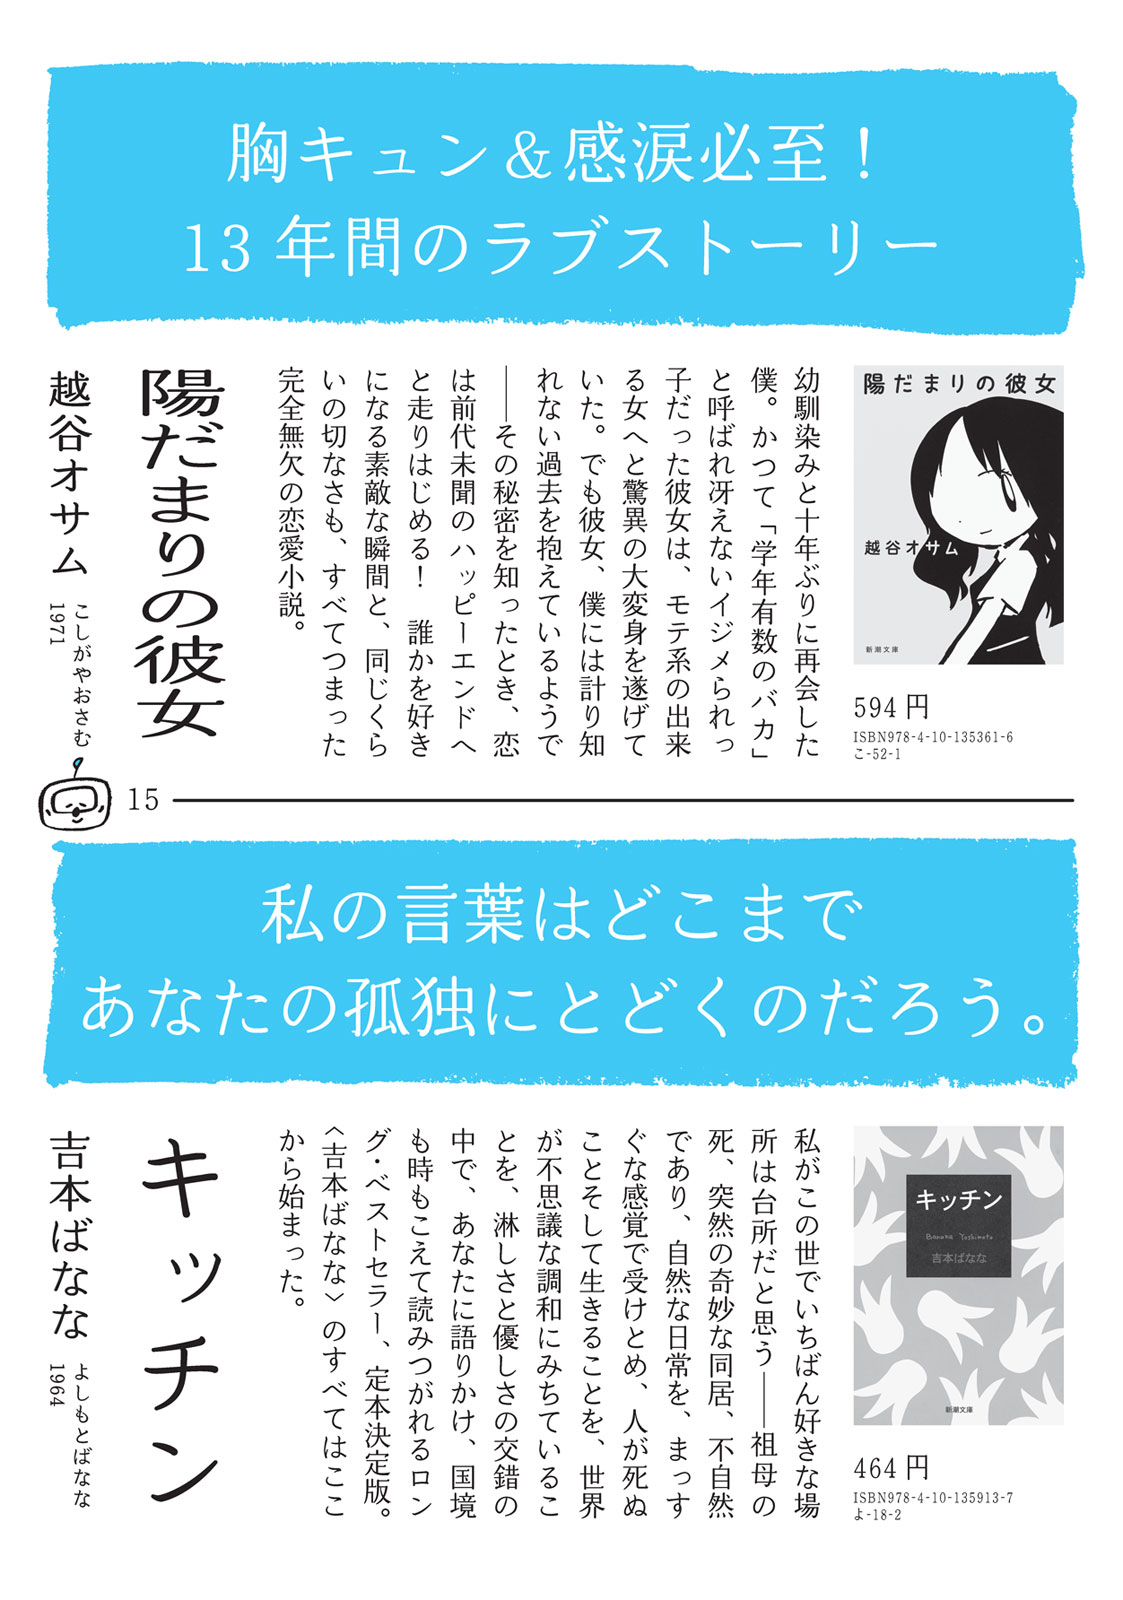 胸キュン&感涙必至！
13年間のラブストーリー
陽だまりの彼女
越谷オサム
新潮文庫
594円
ISBN978-4-10-135361-6
こ-52-1
幼馴染みと十年ぶりに再会した
僕。かつて「学年有数のバカ」
と呼ばれ冴えないイジメられっ
子だった彼女は、モテ系の出来
る女へと驚異の大変身を遂げて
いた。でも彼女、僕には計り知
れない過去を抱えているようで
――その秘密を知ったとき、恋
は前代未聞のハッピーエンドへ
と走りはじめる！　誰かを好き
になる素敵な瞬間と、同じくら
いの切なさも、すべてつまった
完全無欠の恋愛小説。
陽だまりの彼女
越谷オサム
こしがやおさむ
1971
15
私の言葉はどこまで
あなたの孤独にとどくのだろう。
キッチン
Banana Yoshimoto
吉本ばなな
新潮文庫
464円
ISBN978-4-10-135913-7
よ-18-2
私がこの世でいちばん好きな場
所は台所だと思う――祖母の
死、突然の奇妙な同居、不自然
であり、自然な日常を、まっす
ぐな感覚で受けとめ、人が死ぬ
ことそして生きることを、世界
が不思議な調和にみちているこ
とを、淋しさと優しさの交錯の
中で、あなたに語りかけ、国境
も時もこえて読みつがれるロン
グ・ベストセラー、定本決定版。
〈吉本ばなな〉のすべてはここ
から始まった。
キッチン
吉本ばなな
よしもとばなな
1964